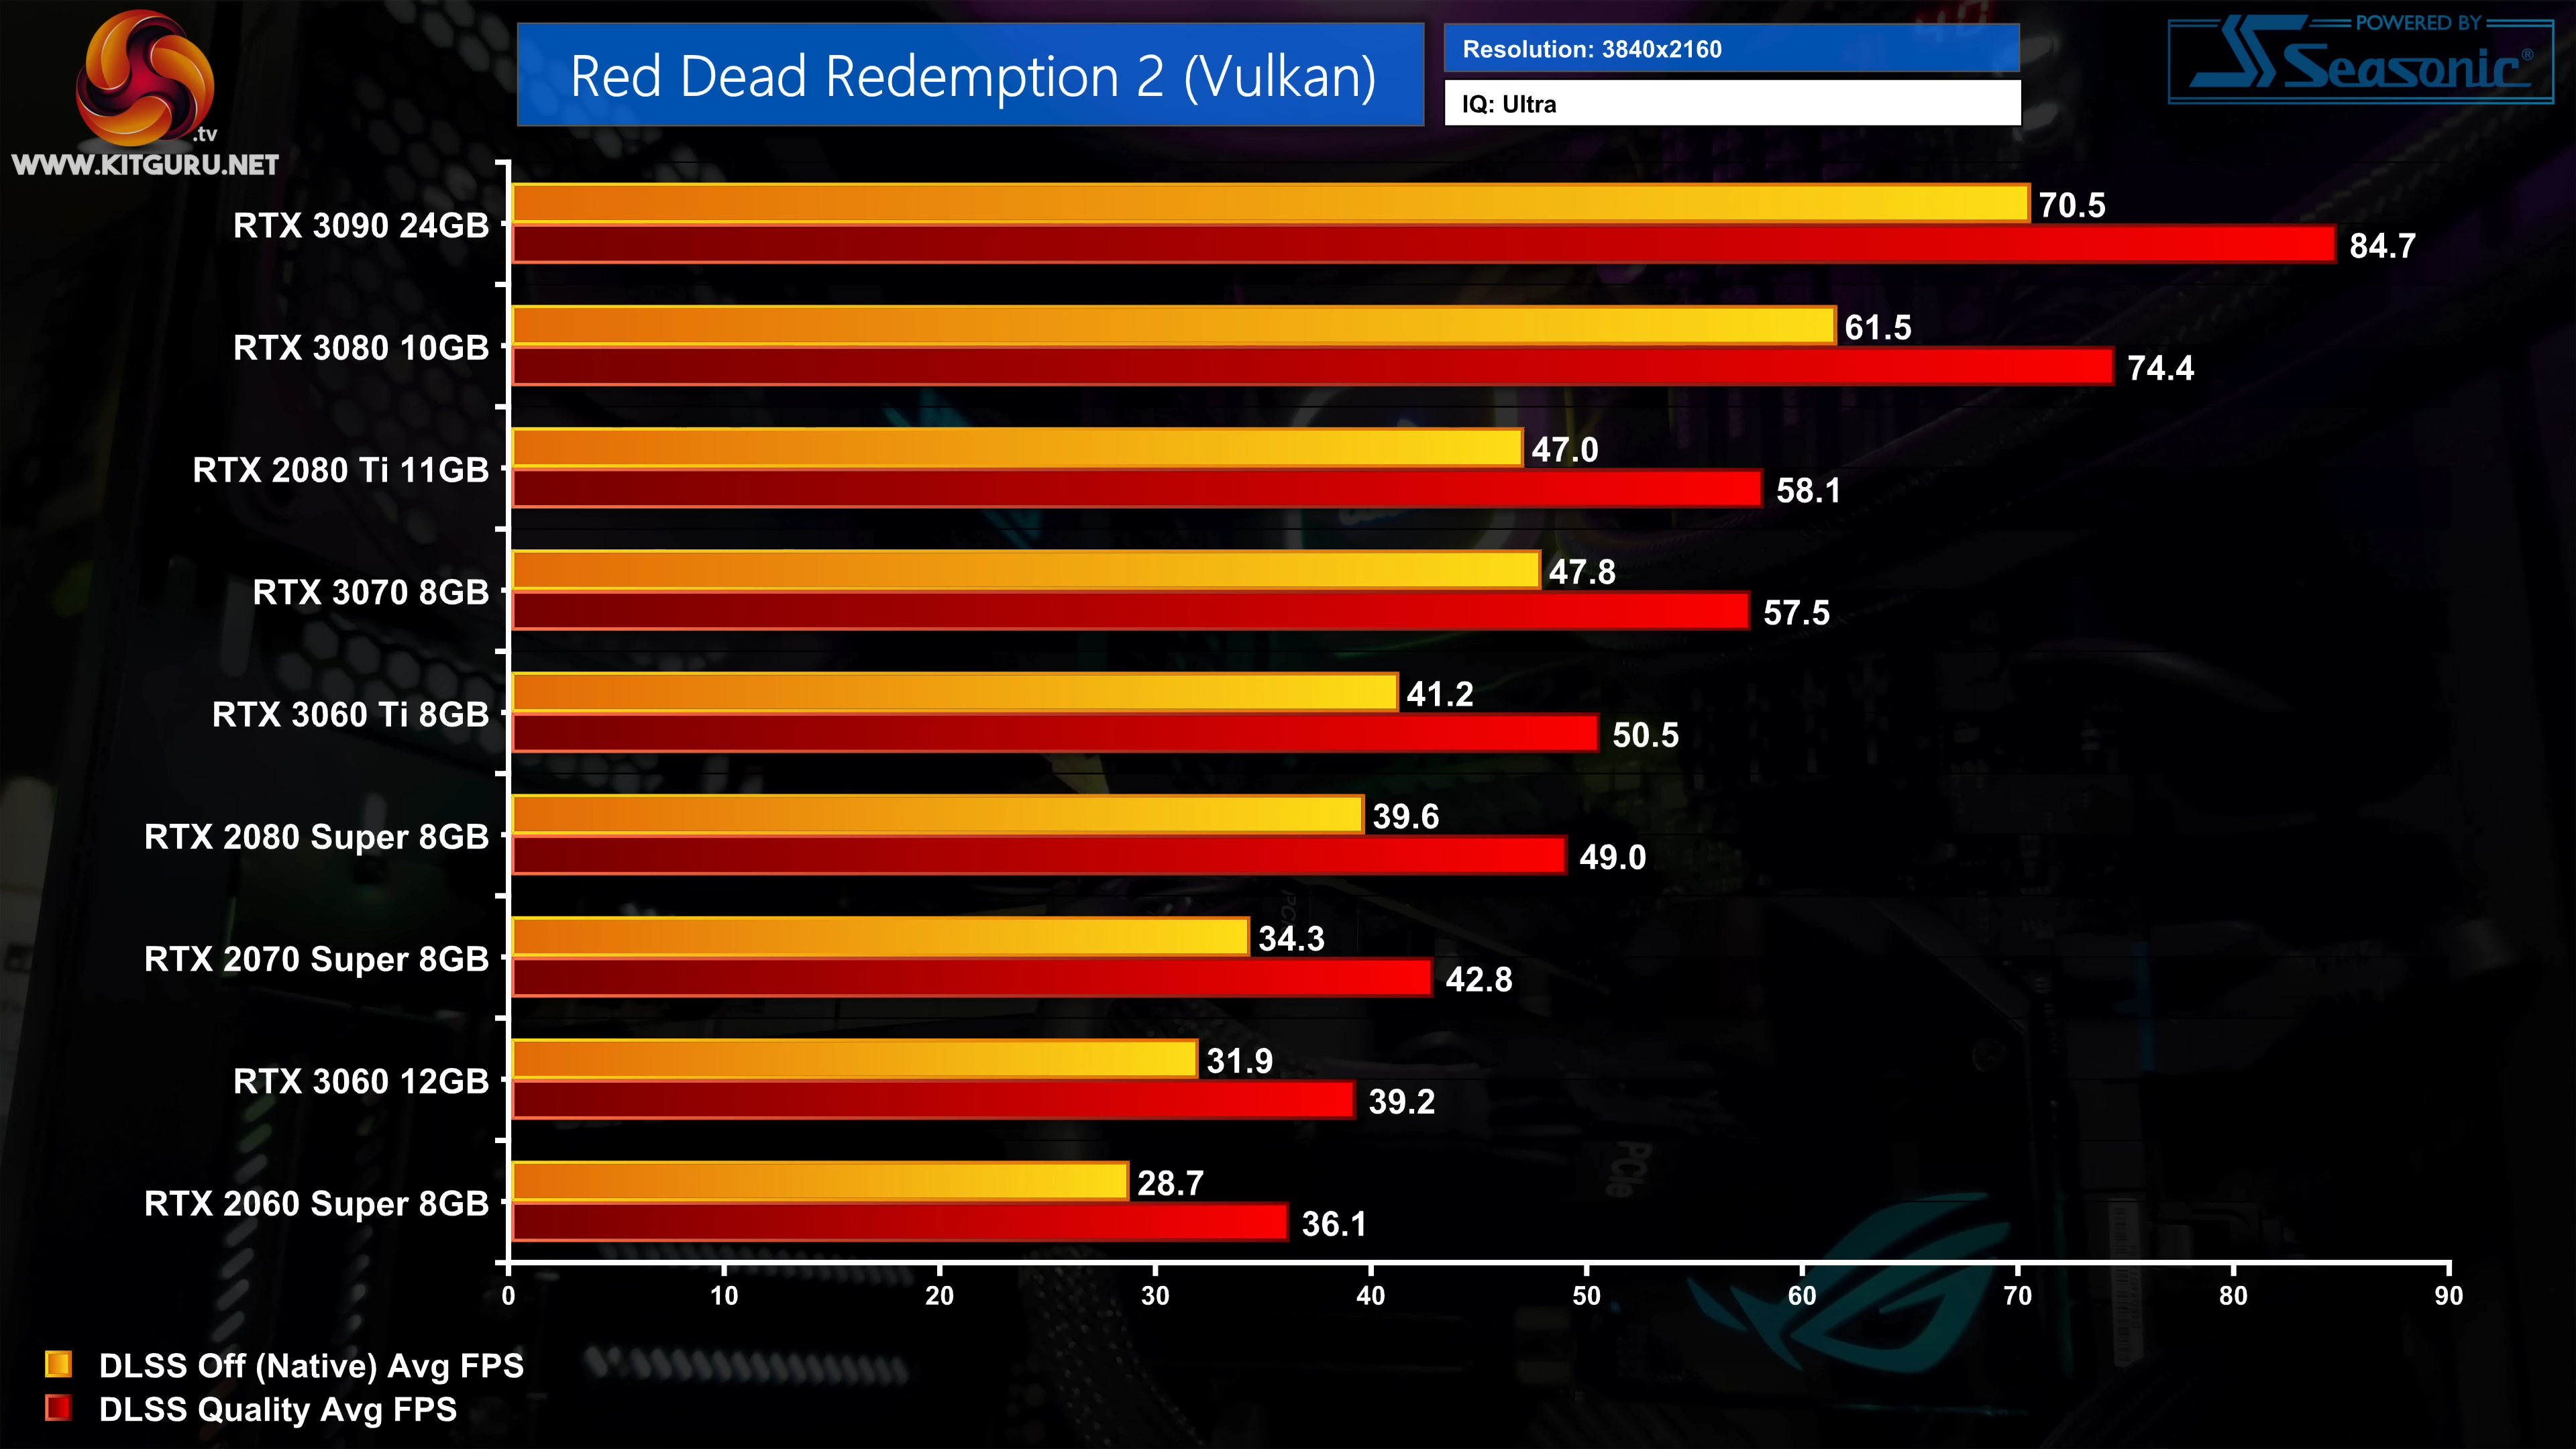 .tv
WWW.KITGURU.NET
Red Dead Redemption 2 (Vulkan)
Resolution: 3840x2160
IQ: Ultra
POWERED BY
Seasonic®
RTX 3090 24GB
70.5
84.7
RTX 3080 10GB
61.5
74.4
RTX 2080 Ti 11GB
47.0
58.1
RTX 3070 8GB
47.8
57.5
RTX 3060 Ti 8GB
41.2
50.5
RTX 2080 Super 8GB
39.6
49.0
RTX 2070 Super 8GB
34.3
42.8
RTX 3060 12GB
31.9
39.2
RTX 2060 Super 8GB
28.7
36.1
PCIe
0 10 20 30 40 50 60 70 80 90
DLSS Off (Native) Avg FPS
DLSS Quality Avg FPS